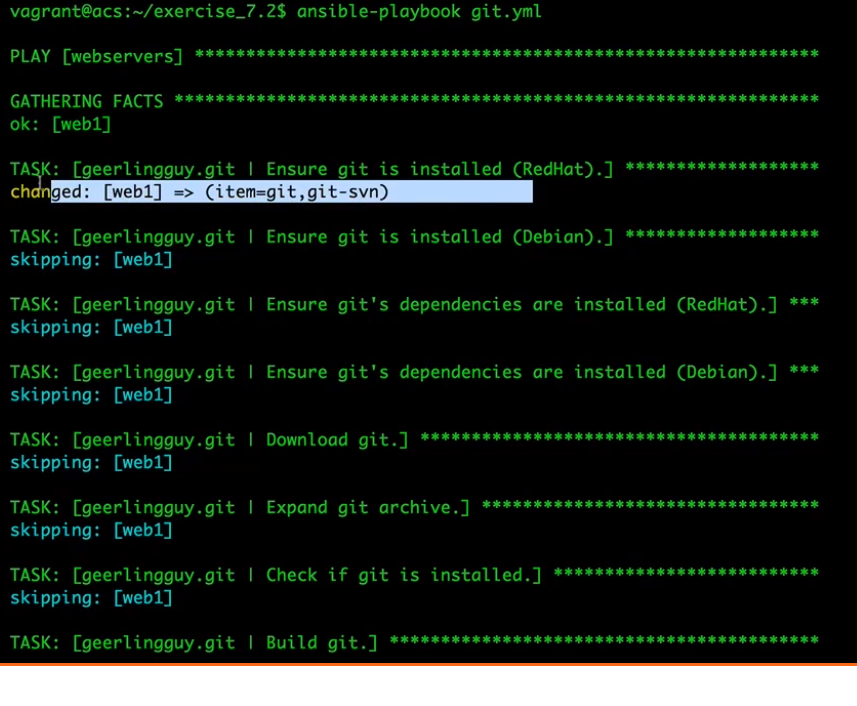 vagrant@acs:~/exercise_7.2$ ansible-playbook git.yml
PLAY [webservers] *************************************************************
GATHERING FACTS ***************************************************************
ok: [web1]
TASK: [geerlingguy.git | Ensure git is installed (RedHat).] *******************
changed: [web1] => (item=git,git-svn)
TASK: [geerlingguy.git | Ensure git is installed (Debian).] *******************
skipping: [web1]
TASK: [geerlingguy.git | Ensure git's dependencies are installed (RedHat).] ***
skipping: [web1]
TASK: [geerlingguy.git | Ensure git's dependencies are installed (Debian).] ***
skipping: [web1]
TASK: [geerlingguy.git | Download git.] ***************************************
skipping: [web1]
TASK: [geerlingguy.git | Expand git archive.] *********************************
skipping: [web1]
TASK: [geerlingguy.git | Check if git is installed.] **************************
skipping: [web1]
TASK: [geerlingguy.git | Build git.] ******************************************